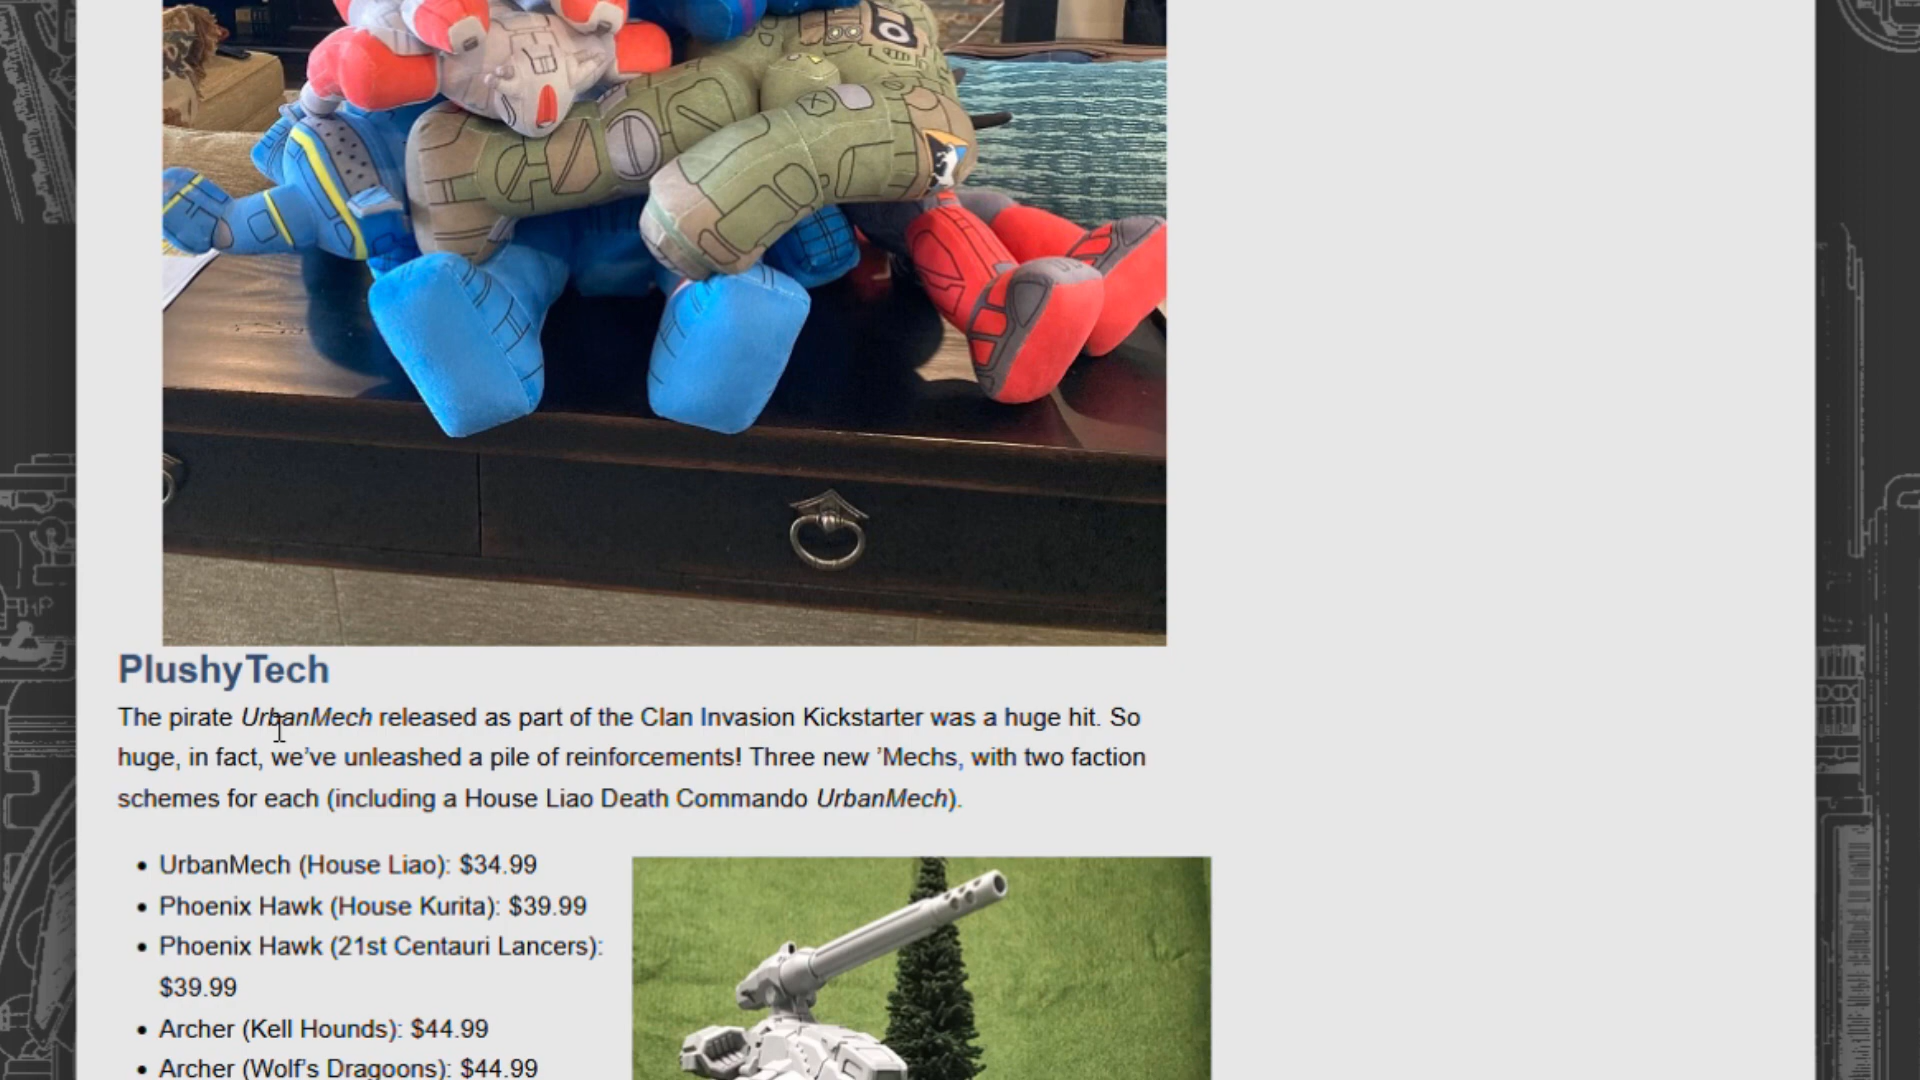 PlushyTech
The pirate UrbanMech released as part of the Clan Invasion Kickstarter was a huge hit. So
huge, in fact, we’ve unleashed a pile of reinforcements! Three new ’Mechs, with two faction
schemes for each (including a House Liao Death Commando UrbanMech).
• UrbanMech (House Liao): $34.99
• Phoenix Hawk (House Kurita): $39.99
• Phoenix Hawk (21st Centauri Lancers):
$39.99
• Archer (Kell Hounds): $44.99
• Archer (Wolf’s Dragoons): $44.99